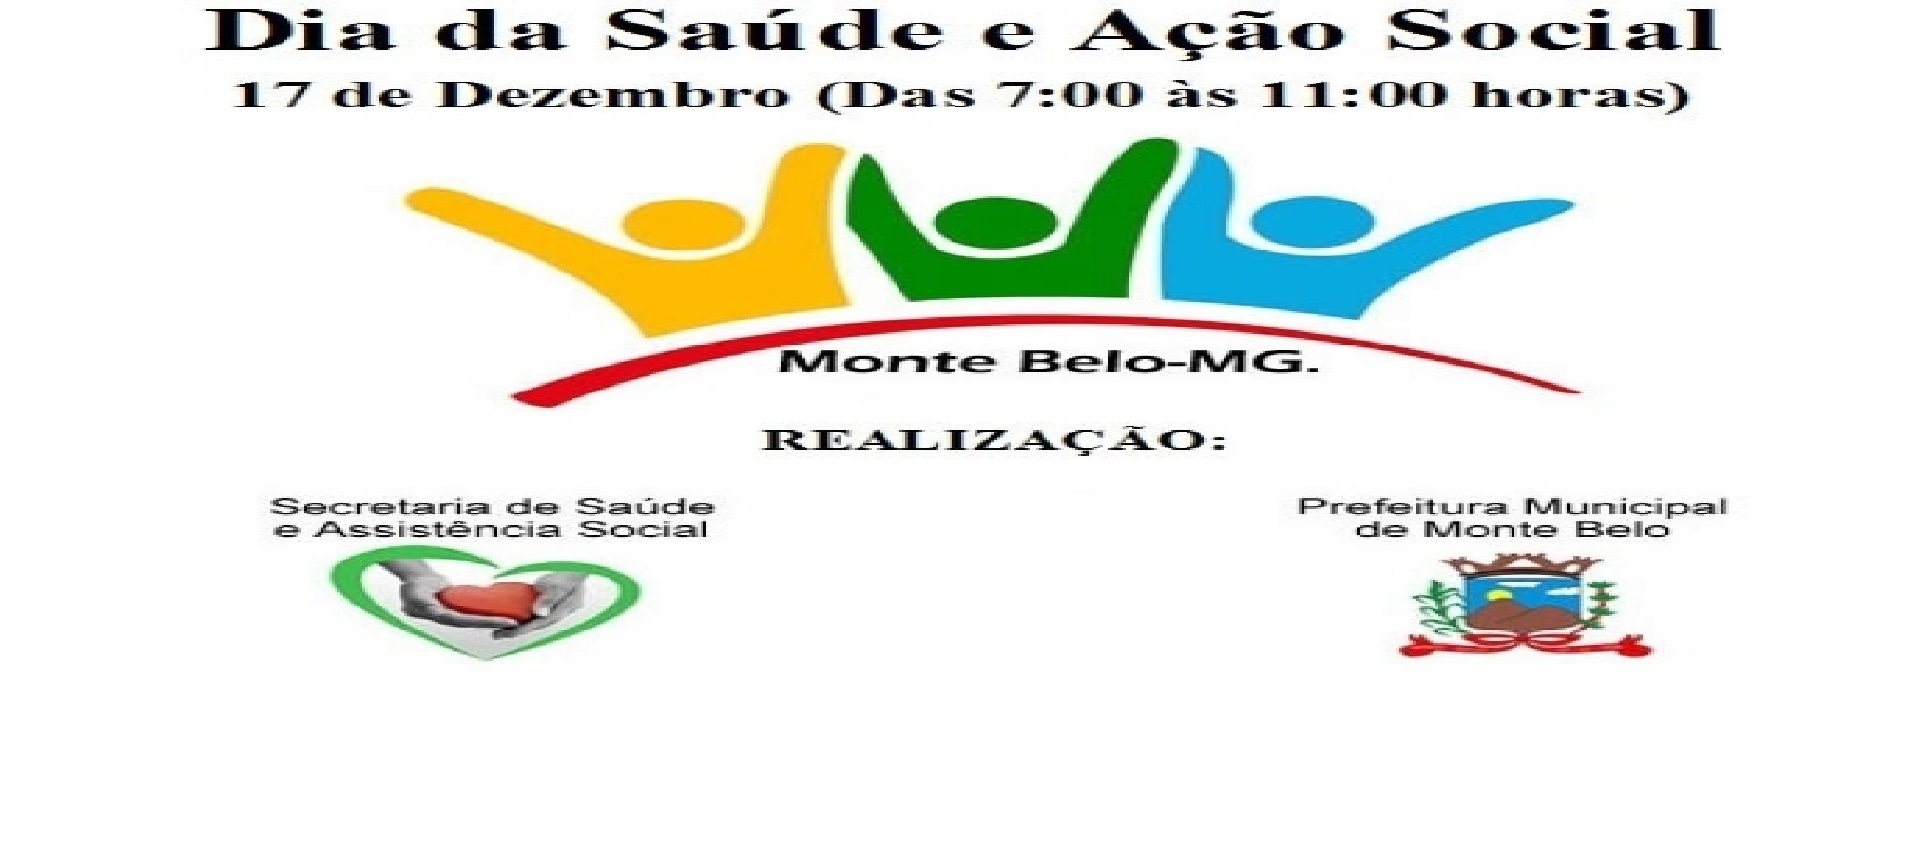 Dia da Saúde e Ação Social
17 de Dezembro (Das 7:00 às 11:00 horas)
Monte Belo-MG.
REALIZAÇÃO:
Secretaria de Saúde
e Assistência Social
Prefeitura Municipal
de Monte Belo